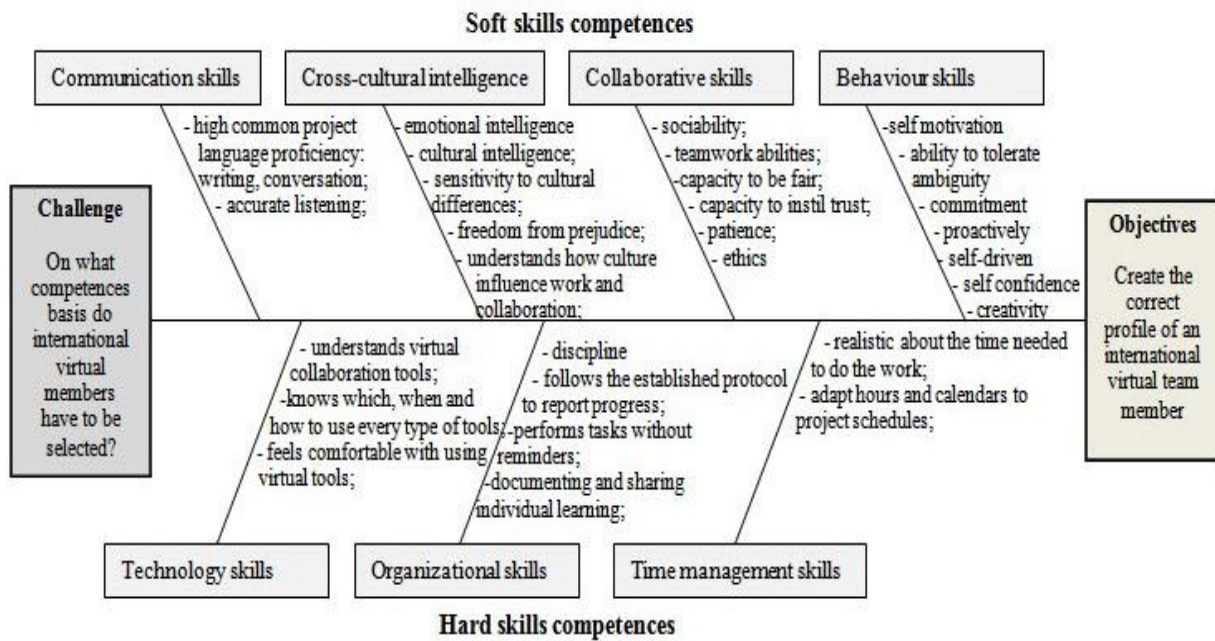 Soft skills competences
Communication skills
Cross-cultural intelligence
Collaborative skills
Behaviour skills
- high common project
language proficiency:
writing, conversation;
- accurate listening;
- emotional intelligence
- cultural intelligence;
- sensitivity to cultural
differences;
- freedom from prejudice;
- understands how culture
influence work and
collaboration;
- sociability;
- teamwork abilities;
-capacity to be fair;
- capacity to instil trust;
- patience;
- ethics
-self motivation
- ability to tolerate
ambiguity
- commitment
- proactively
- self-driven
- self confidence
- creativity
Challenge
On what
competences
basis do
international
virtual
members
have to be
selected?
Objectives
Create the
correct
profile of an
international
virtual team
member
- understands virtual
collaboration tools;
-knows which, when and
how to use every type of tools;
- feels comfortable with using
virtual tools;
- discipline
- follows the established protocol
to report progress;
-performs tasks without
reminders;
-documenting and sharing
individual learning;
- realistic about the time needed
to do the work;
- adapt hours and calendars to
project schedules;
Technology skills
Organizational skills
Time management skills
Hard skills competences